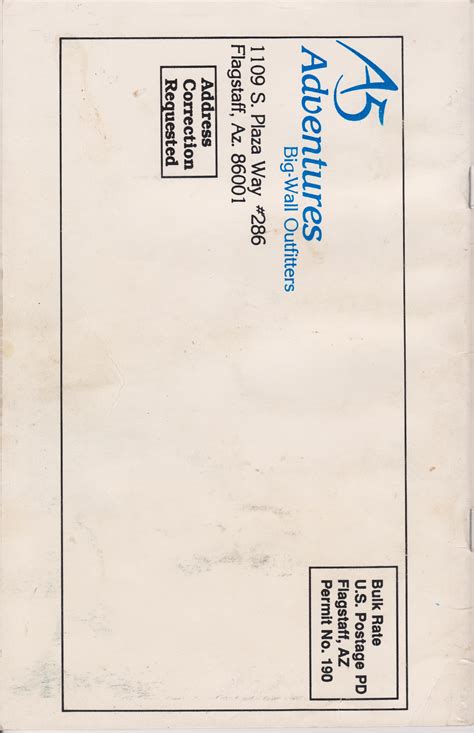 A5
Adventures
Big-Wall Outfitters
1109 S. Plaza Way #286
Flagstaff, Az. 86001
Address
Correction
Requested
Bulk Rate
U.S. Postage PD
Flagstaff, AZ
Permit No. 190